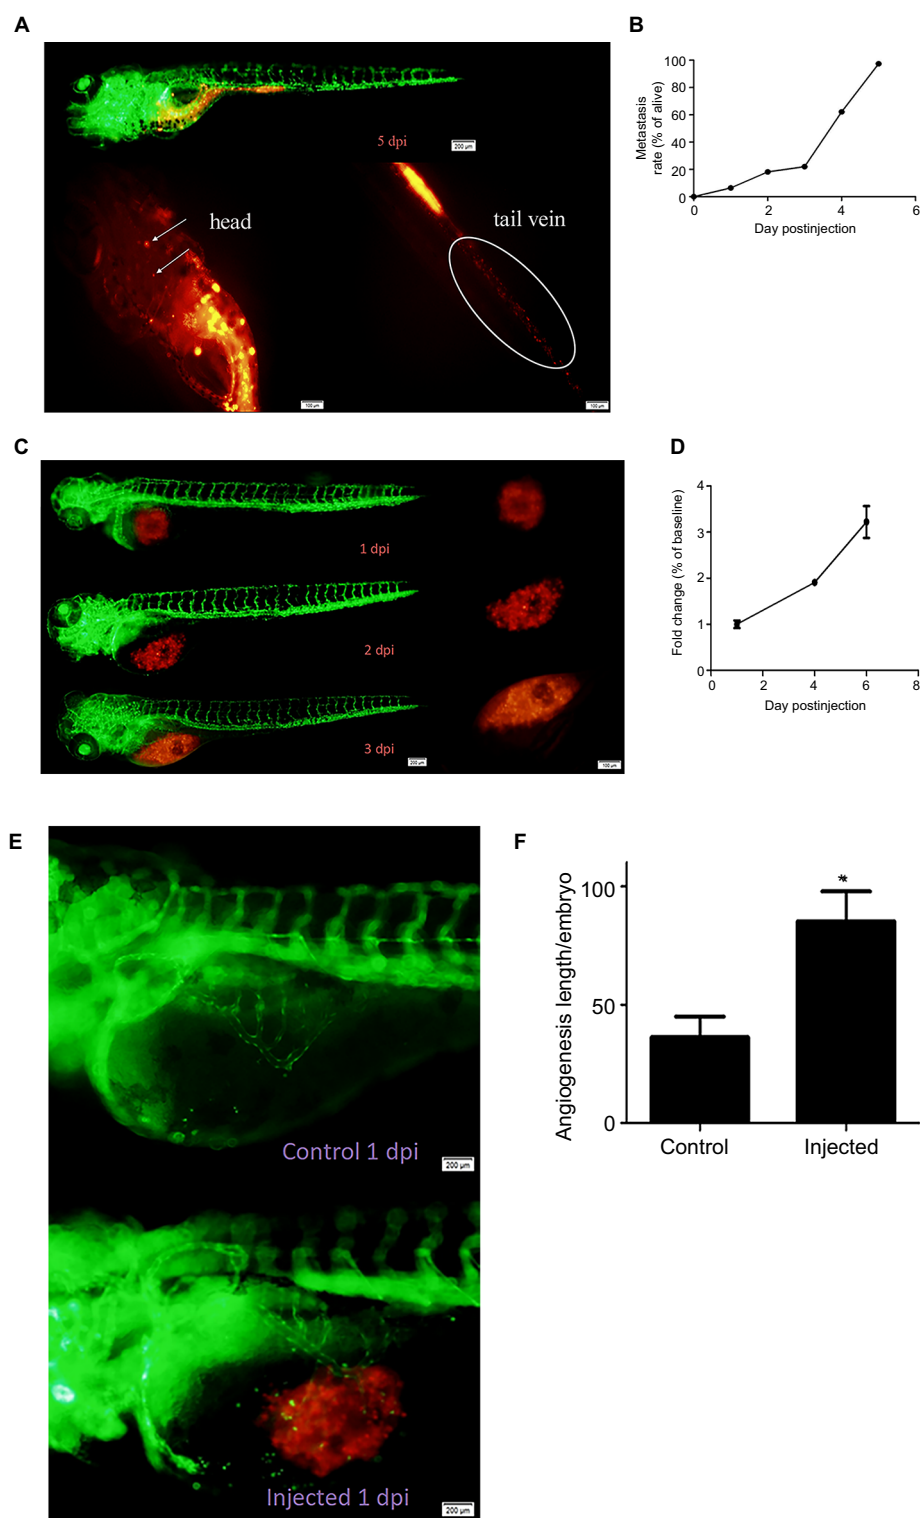 A
5 dpi
200 µm
head
tail vein
100 µm
100 µm
B
100
80
60
40
20
0
0
2
4
6
Metastasis
rate (% of alive)
Day postinjection
C
1 dpi
2 dpi
3 dpi
200 µm
100 µm
D
4
3
2
1
0
0
2
4
6
8
Fold change (% of baseline)
Day postinjection
E
Control 1 dpi
200 µm
Injected 1 dpi
200 µm
F
100
50
0
*
Angiogenesis length/embryo
Control
Injected